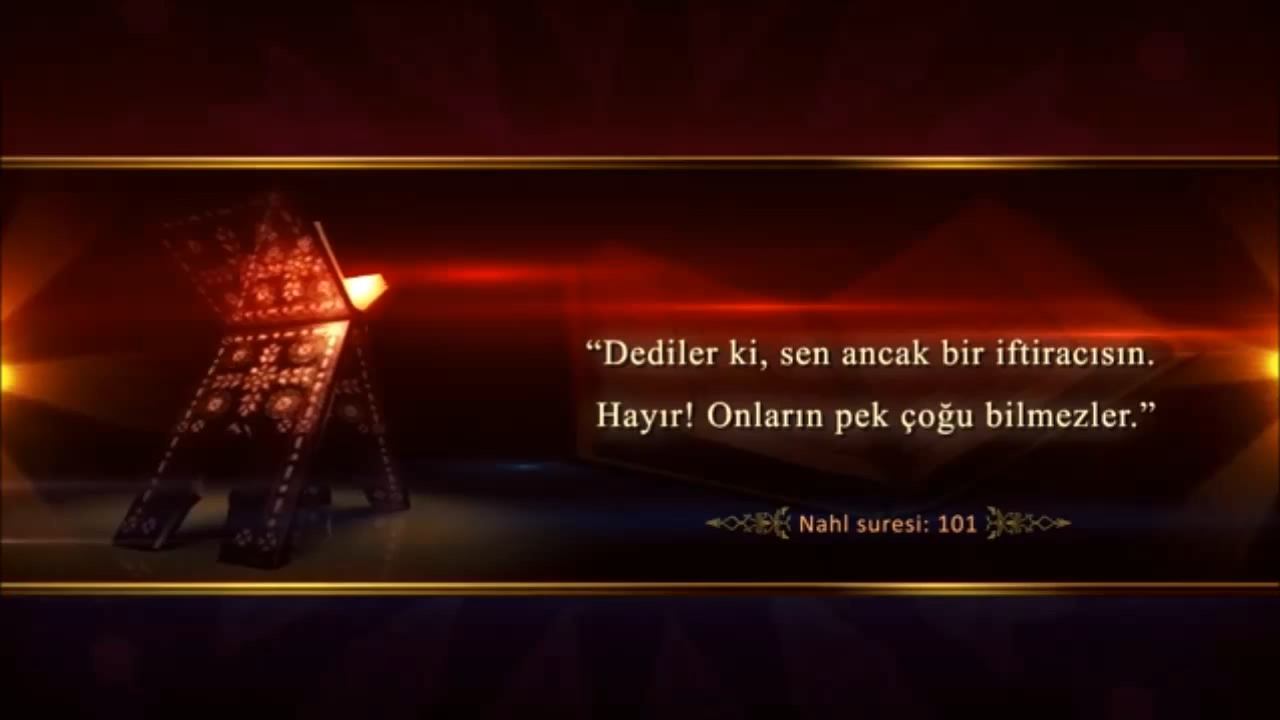 “Dediler ki, sen ancak bir iftiracısın.
Hayır! Onların pek çoğu bilmezler.”
Nahl suresi: 101